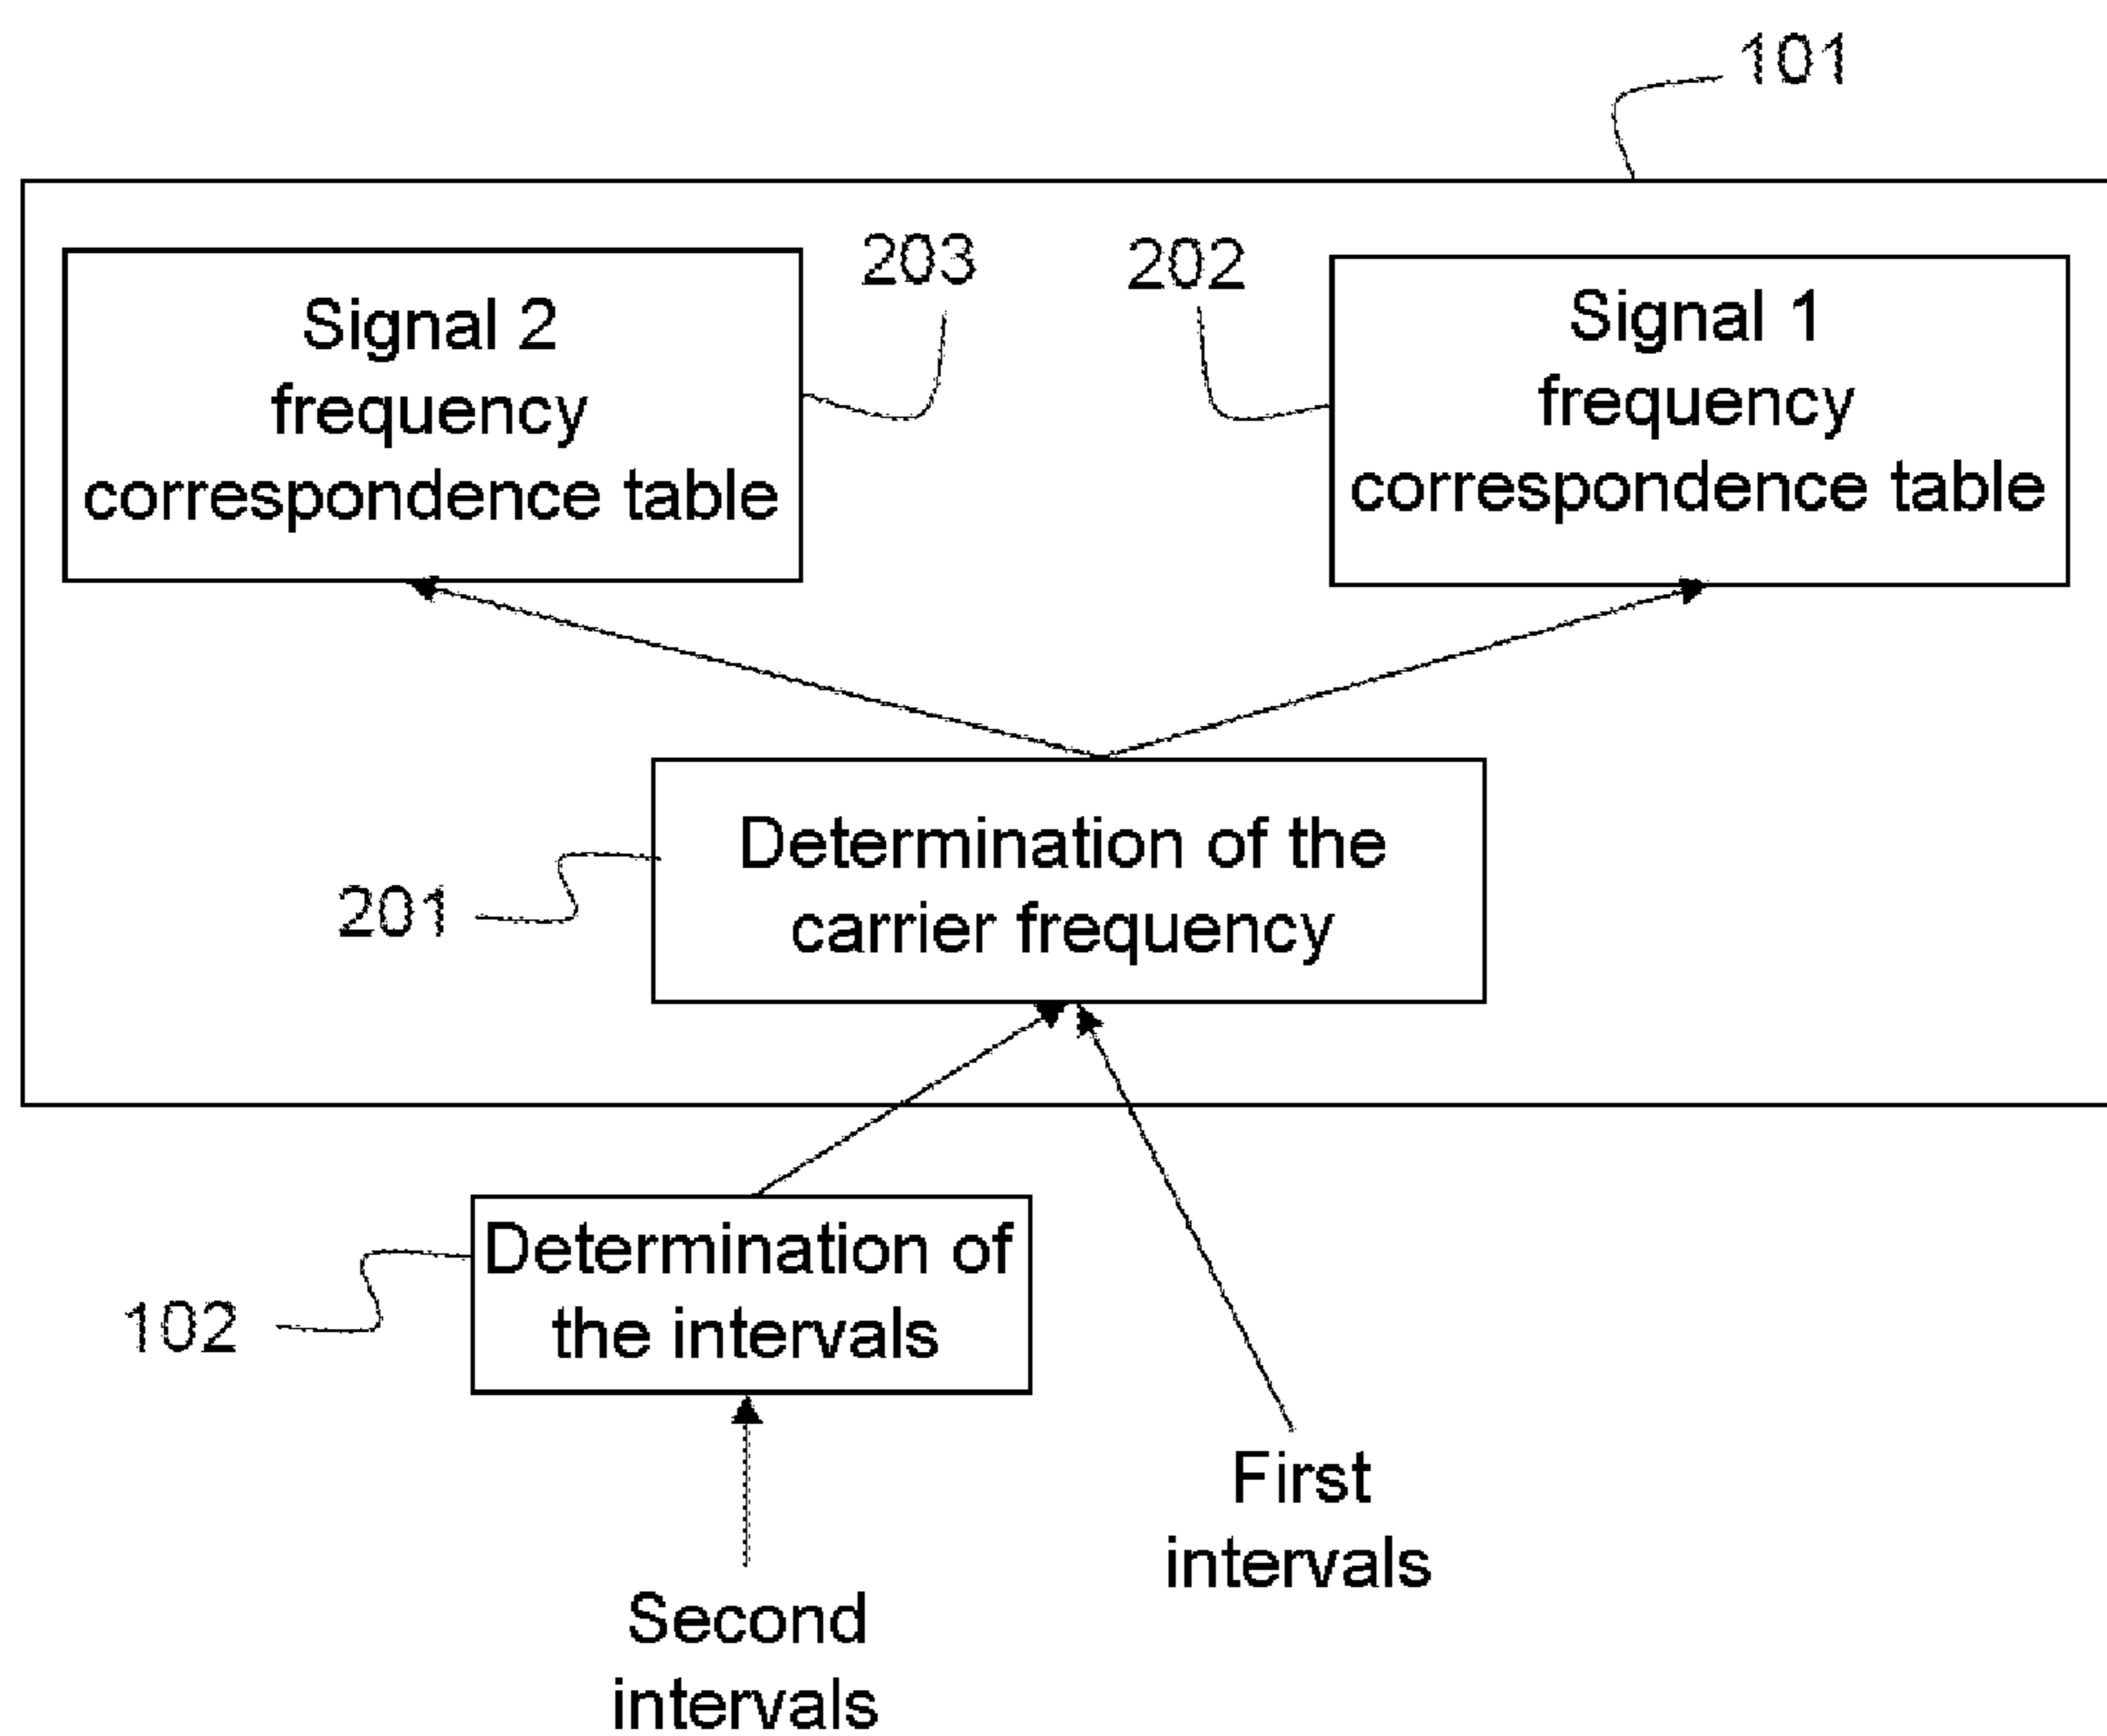 101
203
202
Signal 2
frequency
correspondence table
Signal 1
frequency
correspondence table
Determination of the
carrier frequency
201
Determination of
the intervals
102
First
intervals
Second
intervals